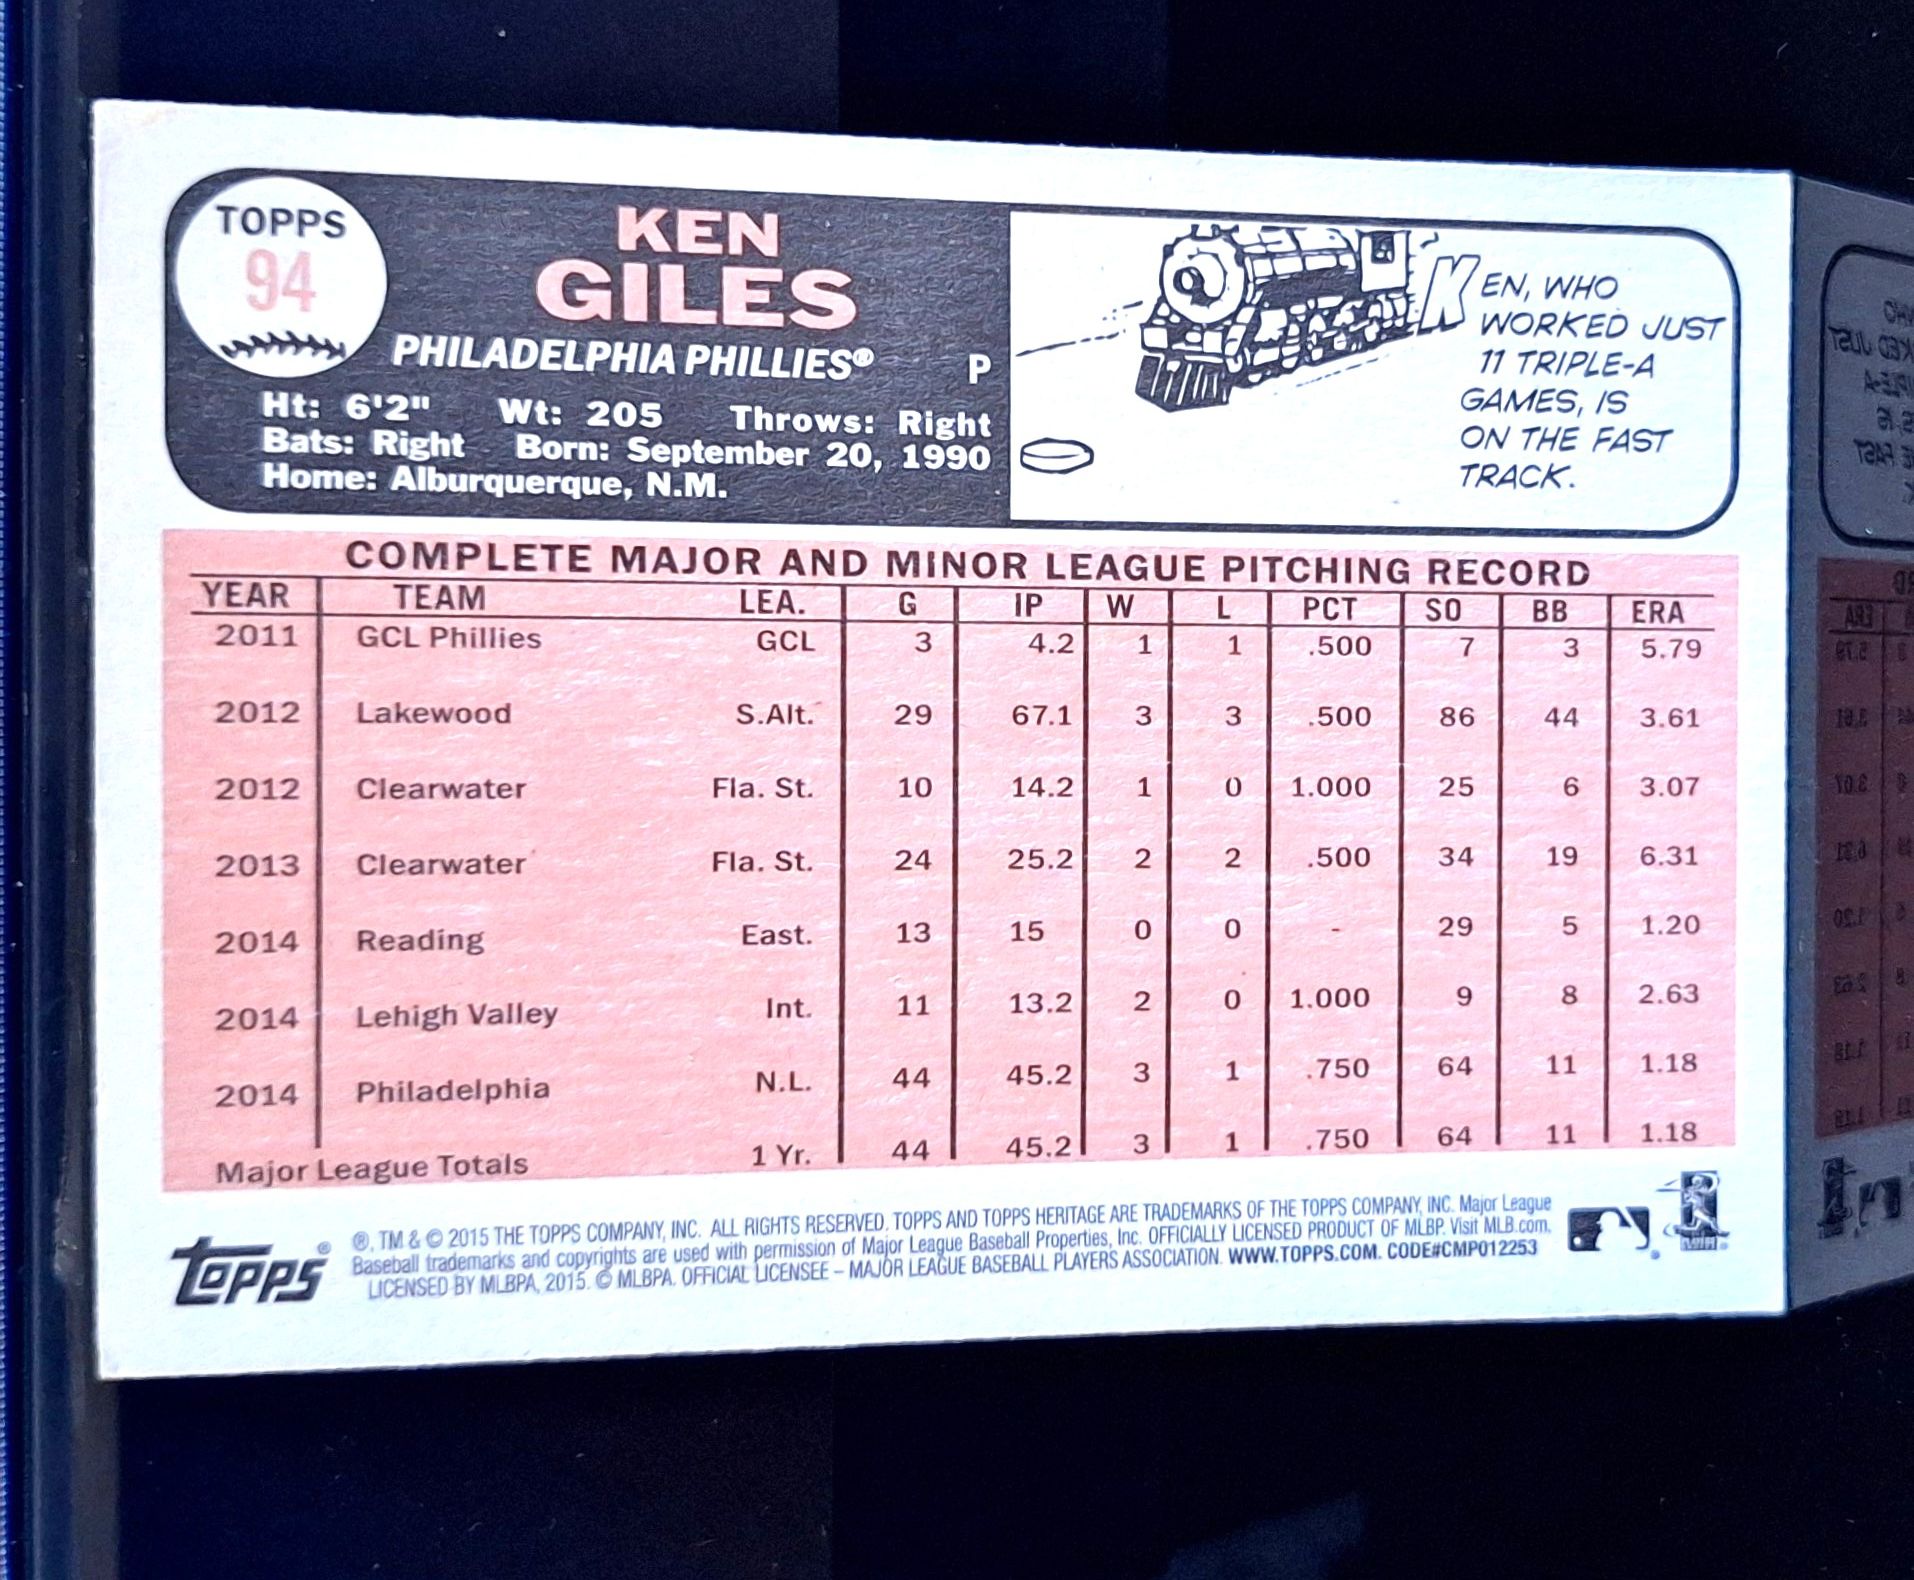 TOPPS
94
KEN
GILES
PHILADELPHIA PHILLIES® P
Ht: 6'2" Wt: 205 Throws: Right
Bats: Right Born: September 20, 1990
Home: Alburquerque, N.M.
KEN, WHO
WORKED JUST
11 TRIPLE-A
GAMES, IS
ON THE FAST
TRACK.
COMPLETE MAJOR AND MINOR LEAGUE PITCHING RECORD
YEAR TEAM LEA. G IP W L PCT SO BB ERA
2011 GCL Phillies GCL 3 4.2 1 1 .500 7 3 5.79
2012 Lakewood S.Alt. 29 67.1 3 3 .500 86 44 3.61
2012 Clearwater Fla. St. 10 14.2 1 0 1.000 25 6 3.07
2013 Clearwater Fla. St. 24 25.2 2 2 .500 34 19 6.31
2014 Reading East. 13 15 0 0 - 29 5 1.20
2014 Lehigh Valley Int. 11 13.2 2 0 1.000 9 8 2.63
2014 Philadelphia N.L. 44 45.2 3 1 .750 64 11 1.18
Major League Totals 1 Yr. 44 45.2 3 1 .750 64 11 1.18
Topps®
®, TM & © 2015 THE TOPPS COMPANY, INC. ALL RIGHTS RESERVED. TOPPS AND TOPPS HERITAGE ARE TRADEMARKS OF THE TOPPS COMPANY, INC. Major League
Baseball trademarks and copyrights are used with permission of Major League Baseball Properties, Inc. OFFICIALLY LICENSED PRODUCT OF MLBP. Visit MLB.com.
LICENSED BY MLBPA, 2015. © MLBPA. OFFICIAL LICENSEE – MAJOR LEAGUE BASEBALL PLAYERS ASSOCIATION. WWW.TOPPS.COM. CODE#CMP012253